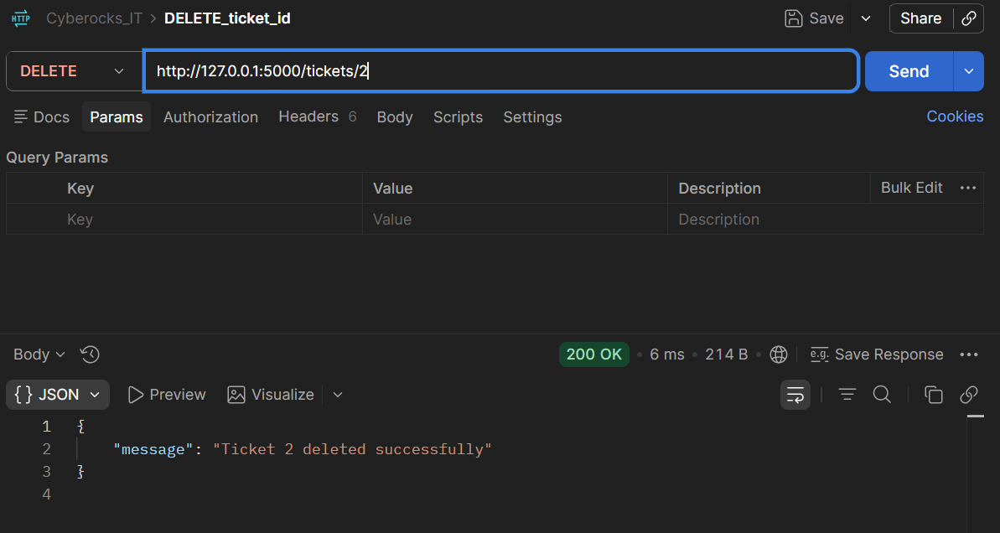 HTTP Cyberocks_IT > DELETE_ticket_id Save Share
DELETE http://127.0.0.1:5000/tickets/2 Send
Docs Params Authorization Headers 6 Body Scripts Settings Cookies
Query Params
Key Value Description Bulk Edit
Key Value Description
Body 200 OK • 6 ms • 214 B • e.g. Save Response
{ } JSON Preview Visualize
1 {
2 "message": "Ticket 2 deleted successfully"
3 }
4